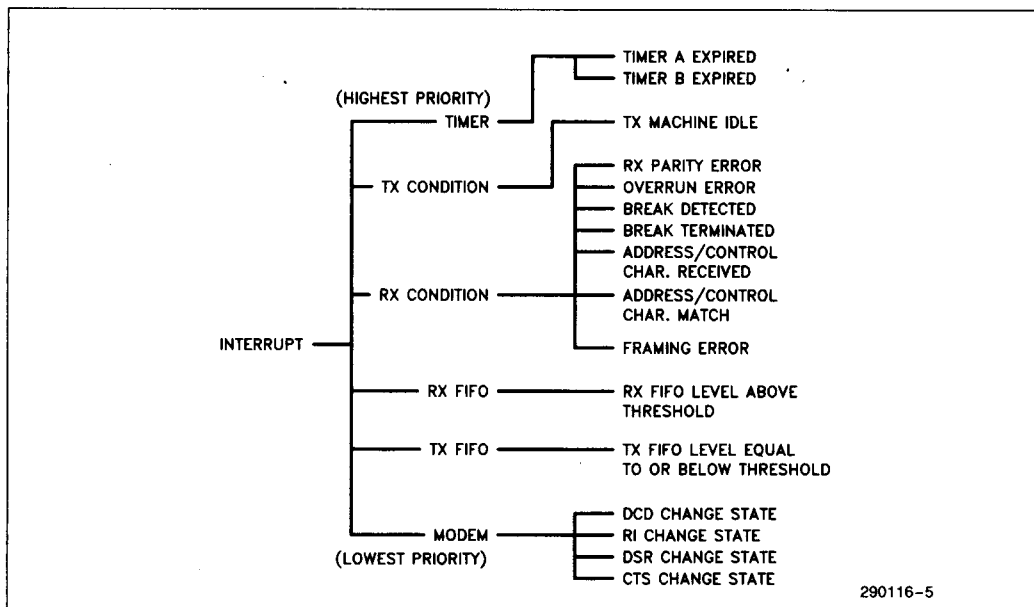 TIMER A EXPIRED
TIMER B EXPIRED
(HIGHEST PRIORITY)
TIMER
TX MACHINE IDLE
TX CONDITION
RX PARITY ERROR
OVERRUN ERROR
BREAK DETECTED
BREAK TERMINATED
ADDRESS/CONTROL
CHAR. RECEIVED
RX CONDITION
ADDRESS/CONTROL
CHAR. MATCH
FRAMING ERROR
INTERRUPT
RX FIFO
RX FIFO LEVEL ABOVE
THRESHOLD
TX FIFO
TX FIFO LEVEL EQUAL
TO OR BELOW THRESHOLD
MODEM
(LOWEST PRIORITY)
DCD CHANGE STATE
RI CHANGE STATE
DSR CHANGE STATE
CTS CHANGE STATE
290116-5